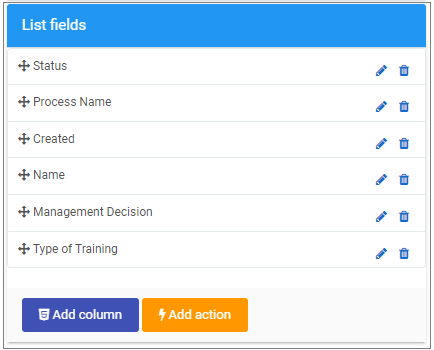 List fields
Status
Process Name
Created
Name
Management Decision
Type of Training
Add column Add action